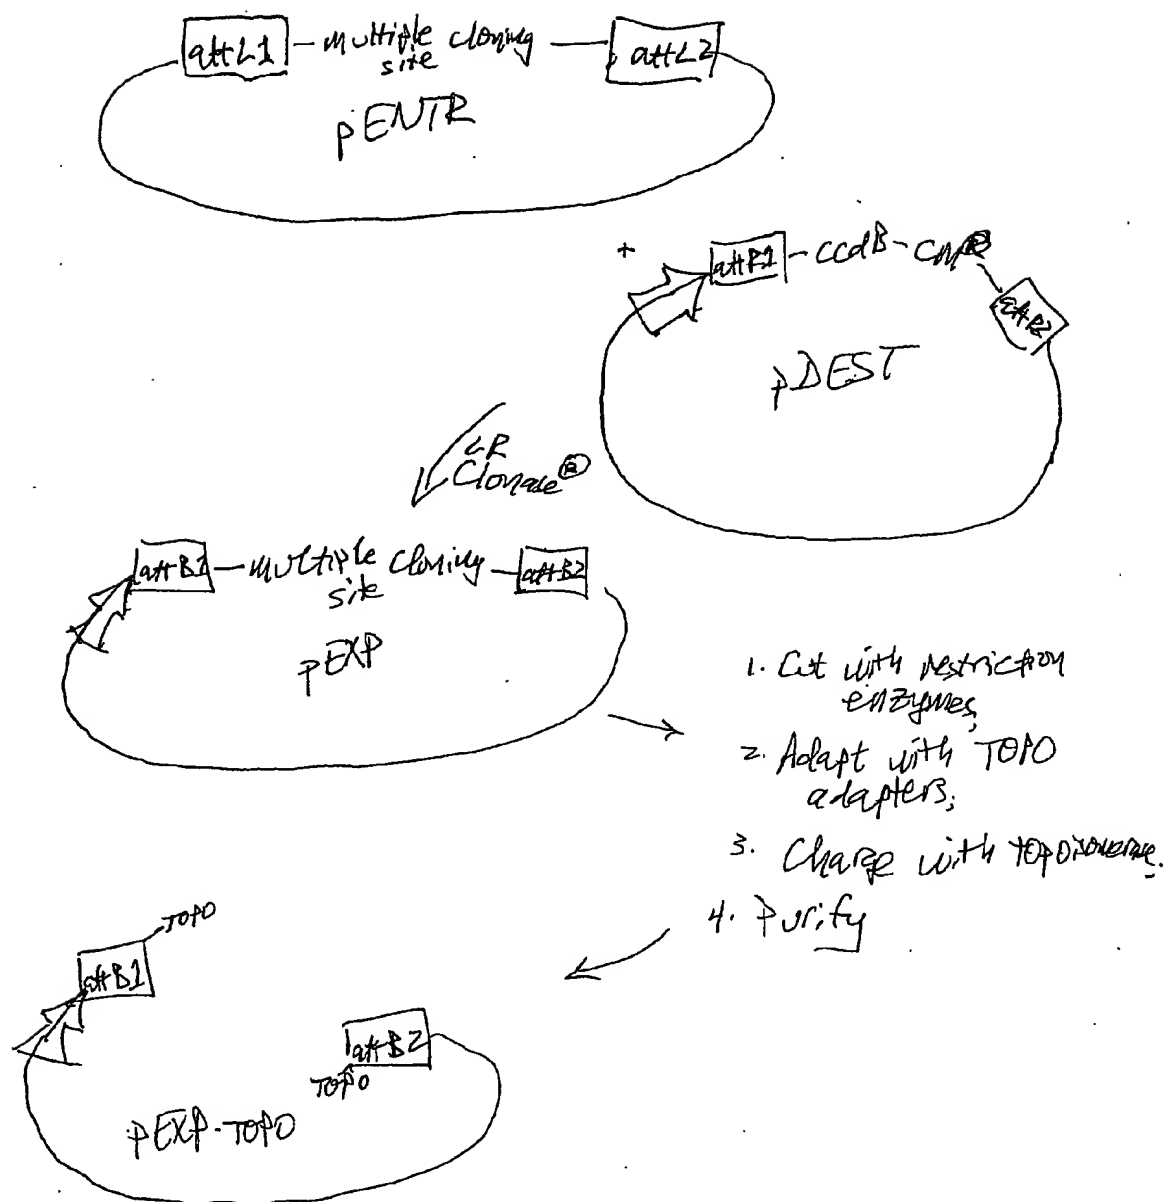 attL1 – multiple cloning – attL2
site
pENTR
+ attR1 – ccdB – CmR
attR2
pDEST
LR
Clonase®
attB1 – multiple cloning – attB2
site
pEXP
1. Cut with restriction
enzymes;
2. Adapt with TOPO
adapters;
3. Charge with topoisomerase.
4. Purify
TOPO
attB1
attB2
TOPO
pEXP-TOPO